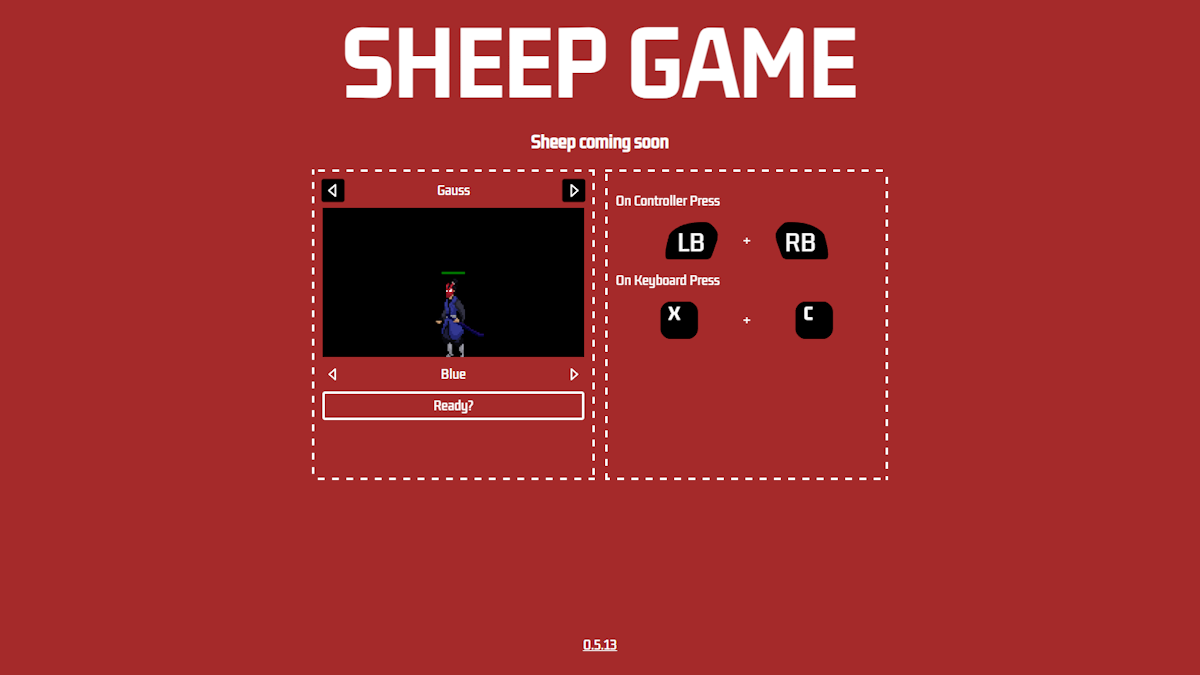 SHEEP GAME
Sheep coming soon
Gauss
Blue
Ready?
On Controller Press
LB + RB
On Keyboard Press
X + C
0.5.13